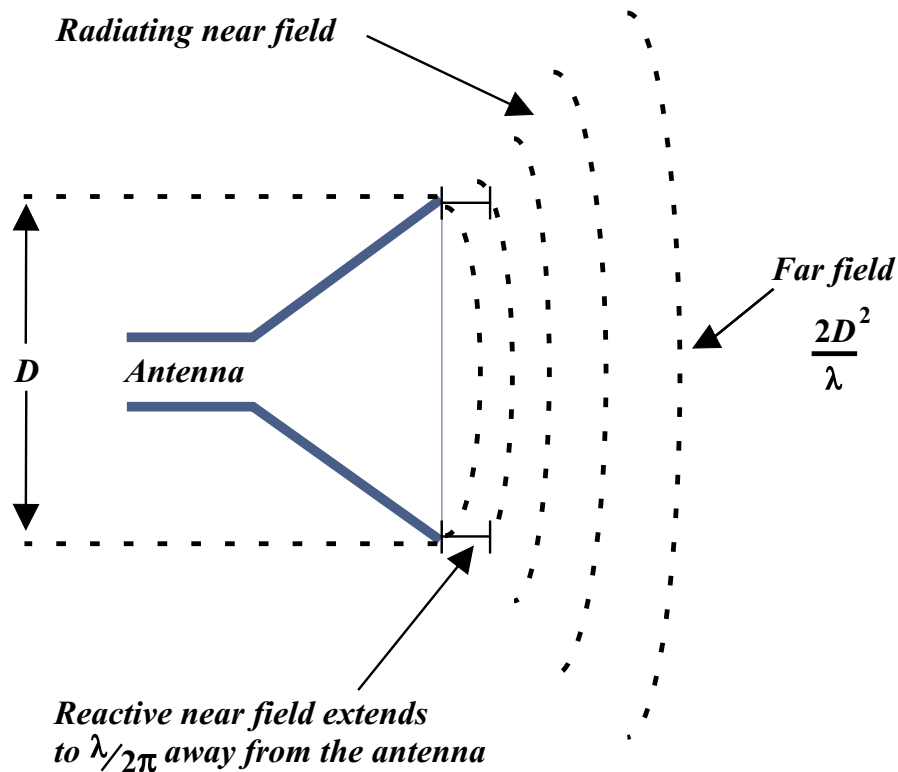 Radiating near field
Far field
2D²
λ
D
Antenna
Reactive near field extends
to λ/2π away from the antenna